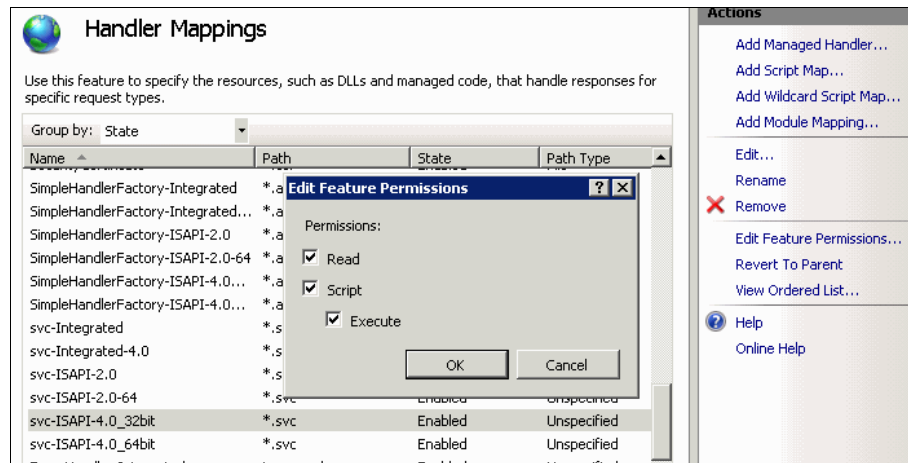 Handler Mappings
Use this feature to specify the resources, such as DLLs and managed code, that handle responses for
specific request types.
Group by: State
Name Path State Path Type
SimpleHandlerFactory-Integrated *.a
SimpleHandlerFactory-Integrated... *.a
SimpleHandlerFactory-ISAPI-2.0 *.a
SimpleHandlerFactory-ISAPI-2.0-64 *.a
SimpleHandlerFactory-ISAPI-4.0... *.a
SimpleHandlerFactory-ISAPI-4.0... *.a
svc-Integrated *.s
svc-Integrated-4.0 *.s
svc-ISAPI-2.0 *.s
svc-ISAPI-2.0-64 *.svc Enabled Unspecified
svc-ISAPI-4.0_32bit *.svc Enabled Unspecified
svc-ISAPI-4.0_64bit *.svc Enabled Unspecified
Edit Feature Permissions
Permissions:
Read
Script
Execute
OK Cancel
Actions
Add Managed Handler...
Add Script Map...
Add Wildcard Script Map...
Add Module Mapping...
Edit...
Rename
Remove
Edit Feature Permissions...
Revert To Parent
View Ordered List...
Help
Online Help